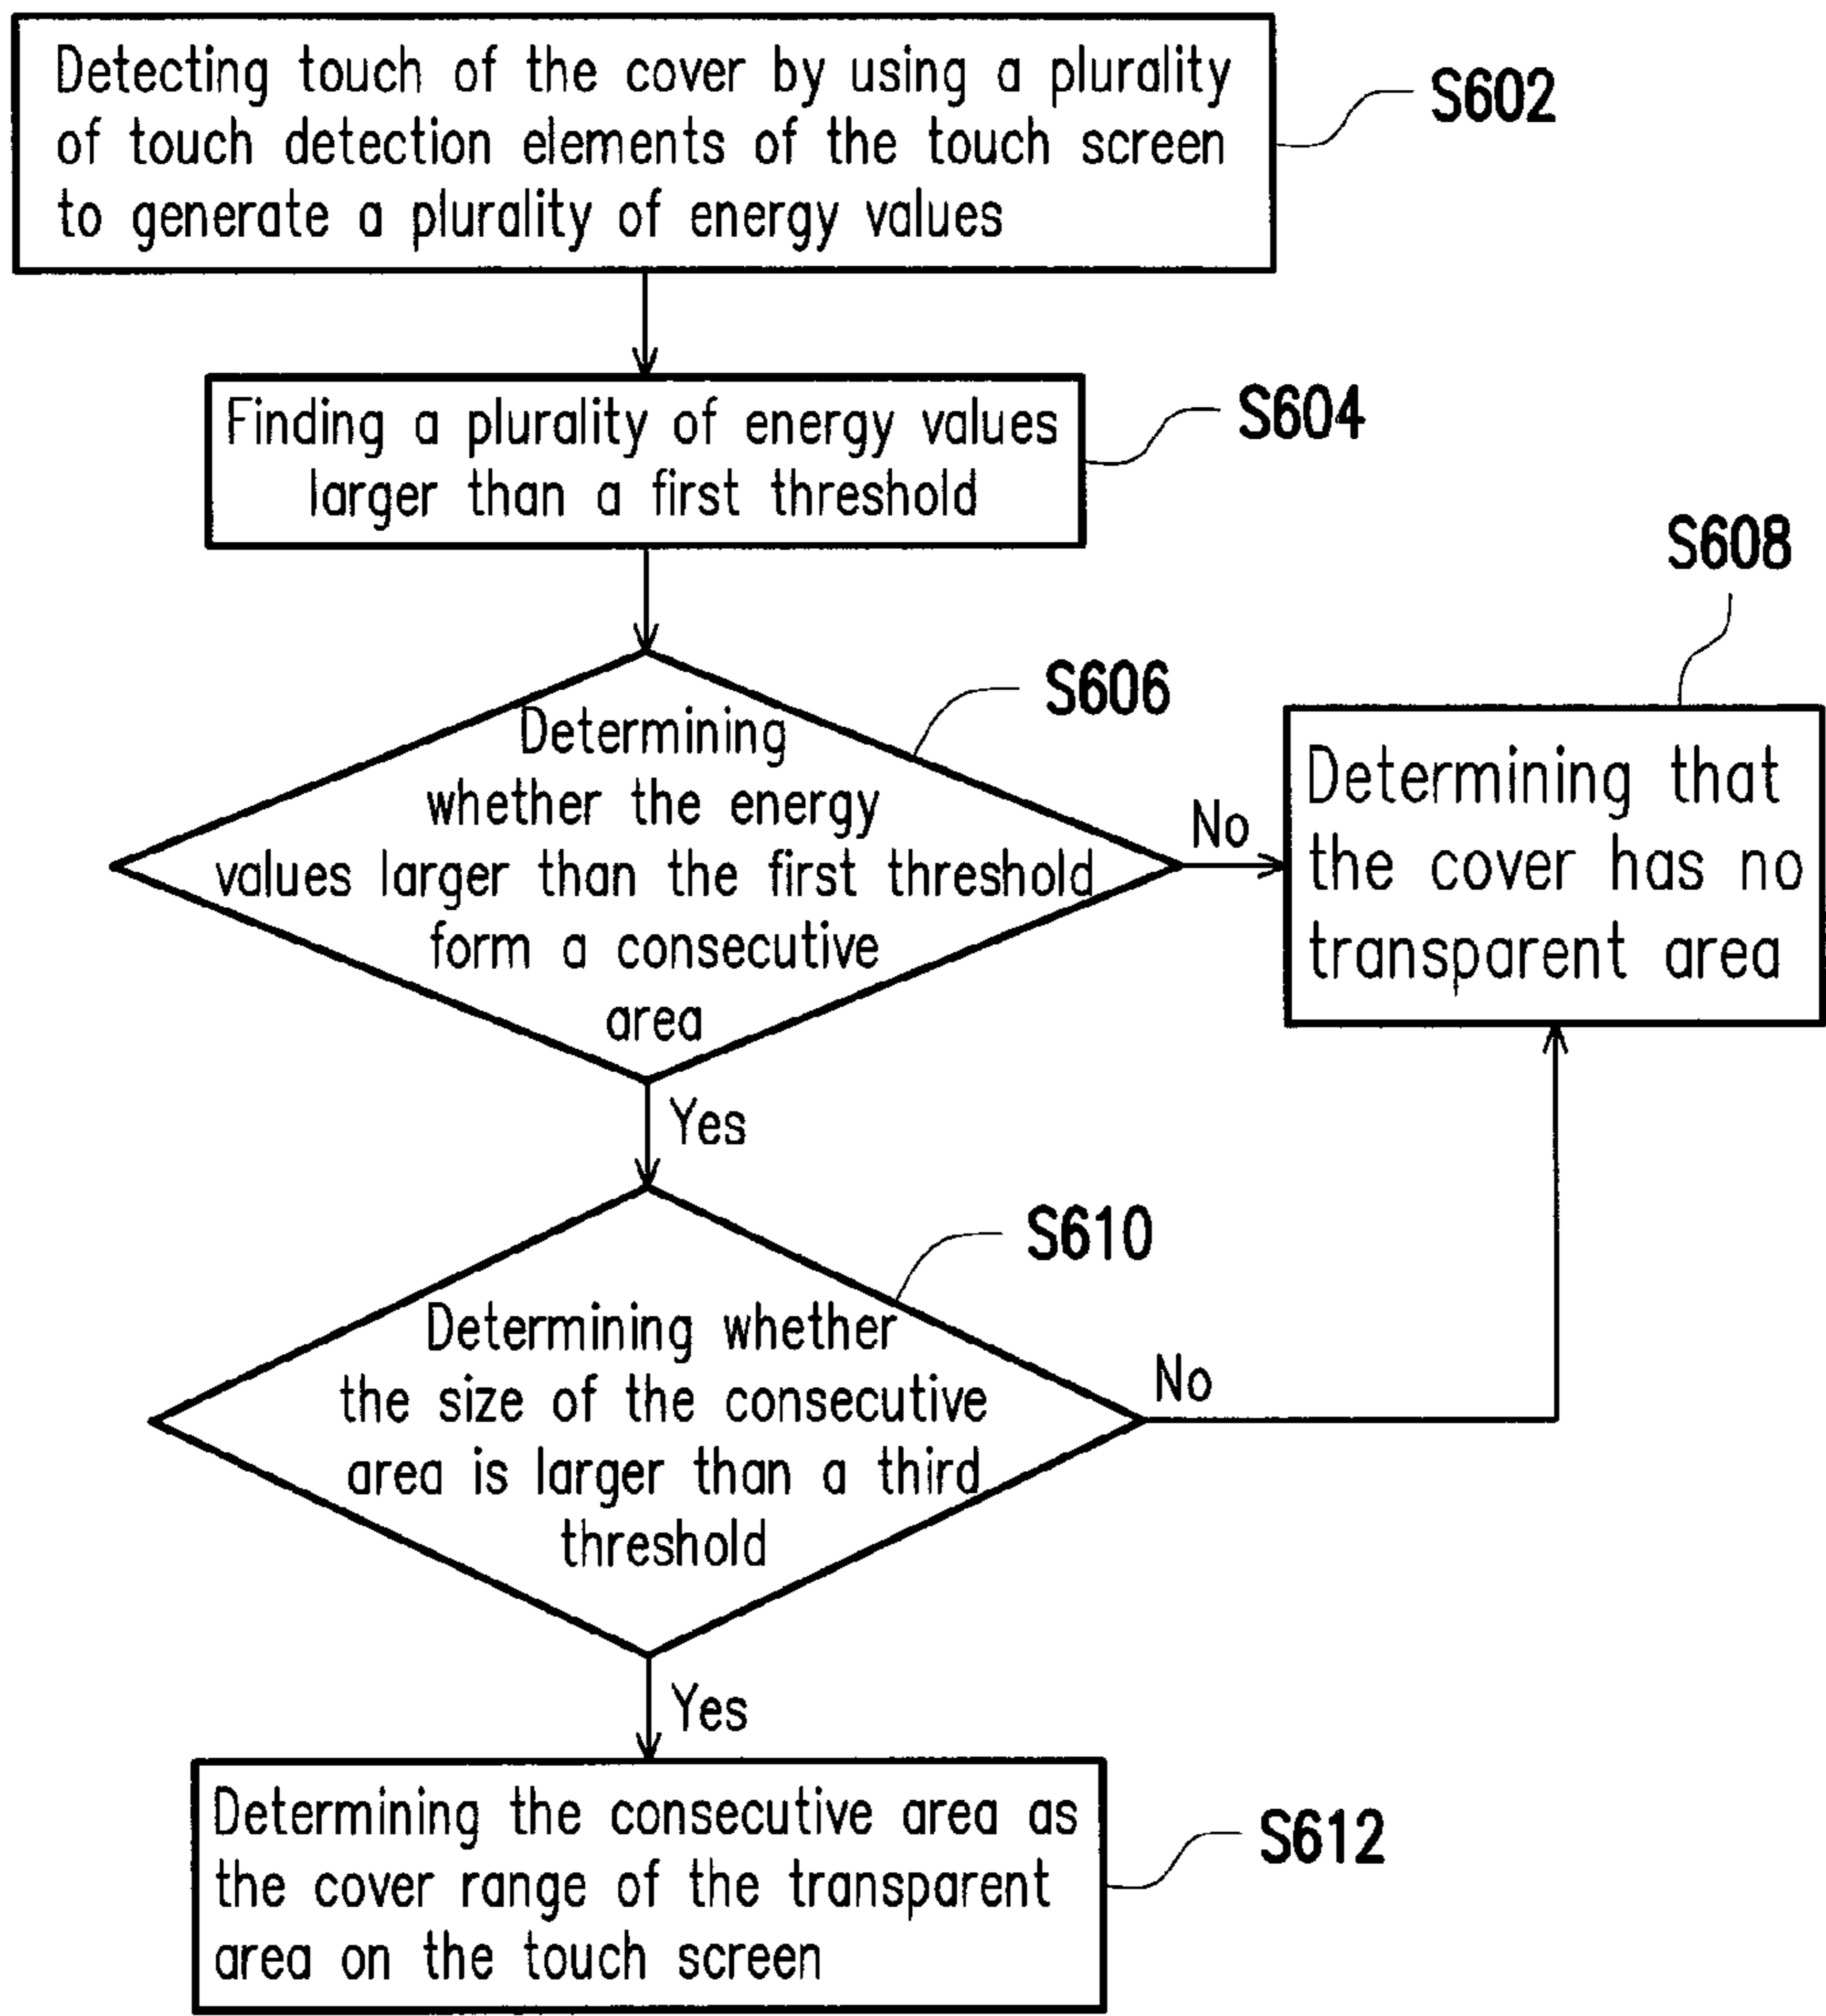 Detecting touch of the cover by using a plurality
of touch detection elements of the touch screen
to generate a plurality of energy values
S602
Finding a plurality of energy values
larger than a first threshold
S604
Determining
whether the energy
values larger than the first threshold
form a consecutive
area
S606
No
Determining that
the cover has no
transparent area
S608
Yes
Determining whether
the size of the consecutive
area is larger than a third
threshold
S610
No
Yes
Determining the consecutive area as
the cover range of the transparent
area on the touch screen
S612